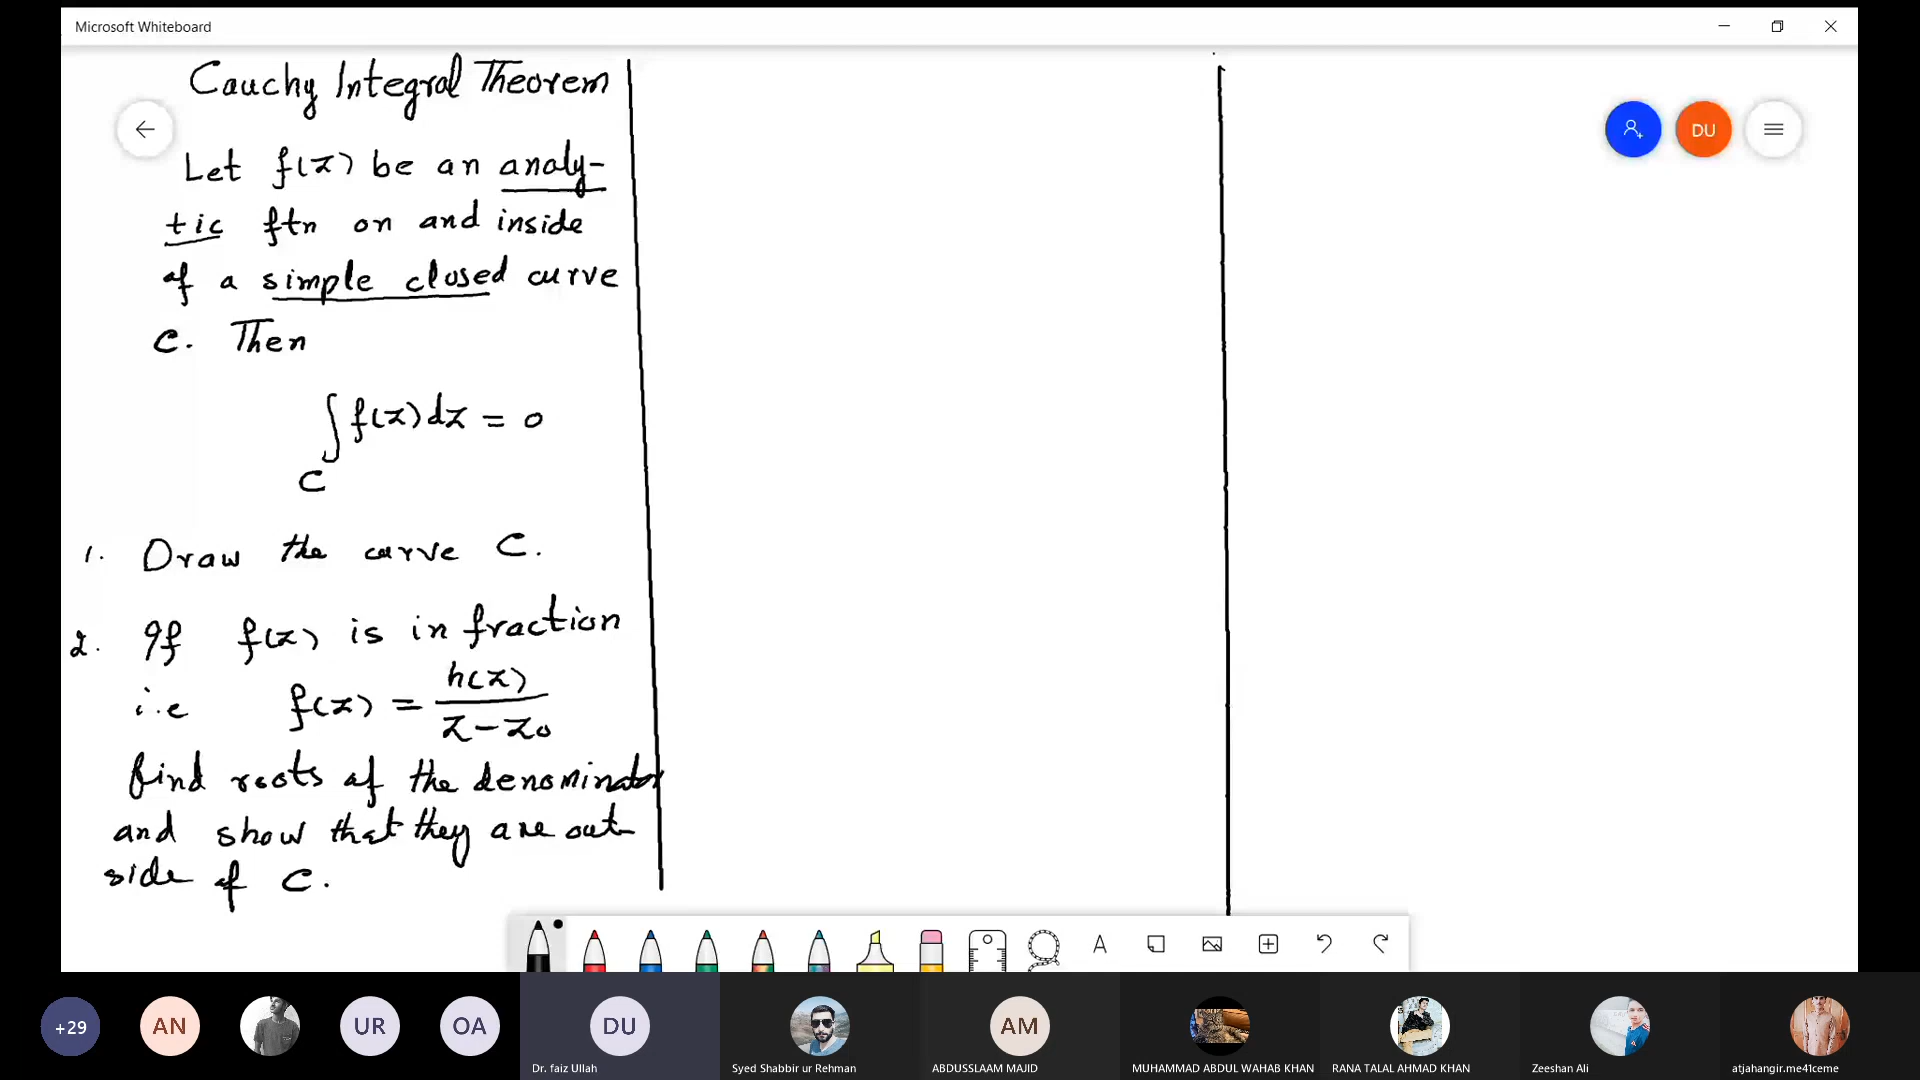 Microsoft Whiteboard
Cauchy Integral Theorem
Let f(z) be an analy-
tic ftn on and inside
of a simple closed curve
C. Then
∫ f(z) dz = 0
C
1. Draw the curve C.
2. If f(z) is in fraction
i.e f(z) = h(z) / z - z0
find roots of the denominator
and show that they are out-
side of C.
DU
A
+29
AN
UR
OA
DU
AM
Dr. faiz Ullah
Syed Shabbir ur Rehman
ABDUSSLAAM MAJID
MUHAMMAD ABDUL WAHAB KHAN
RANA TALAL AHMAD KHAN
Zeeshan Ali
atjahangir.me41ceme